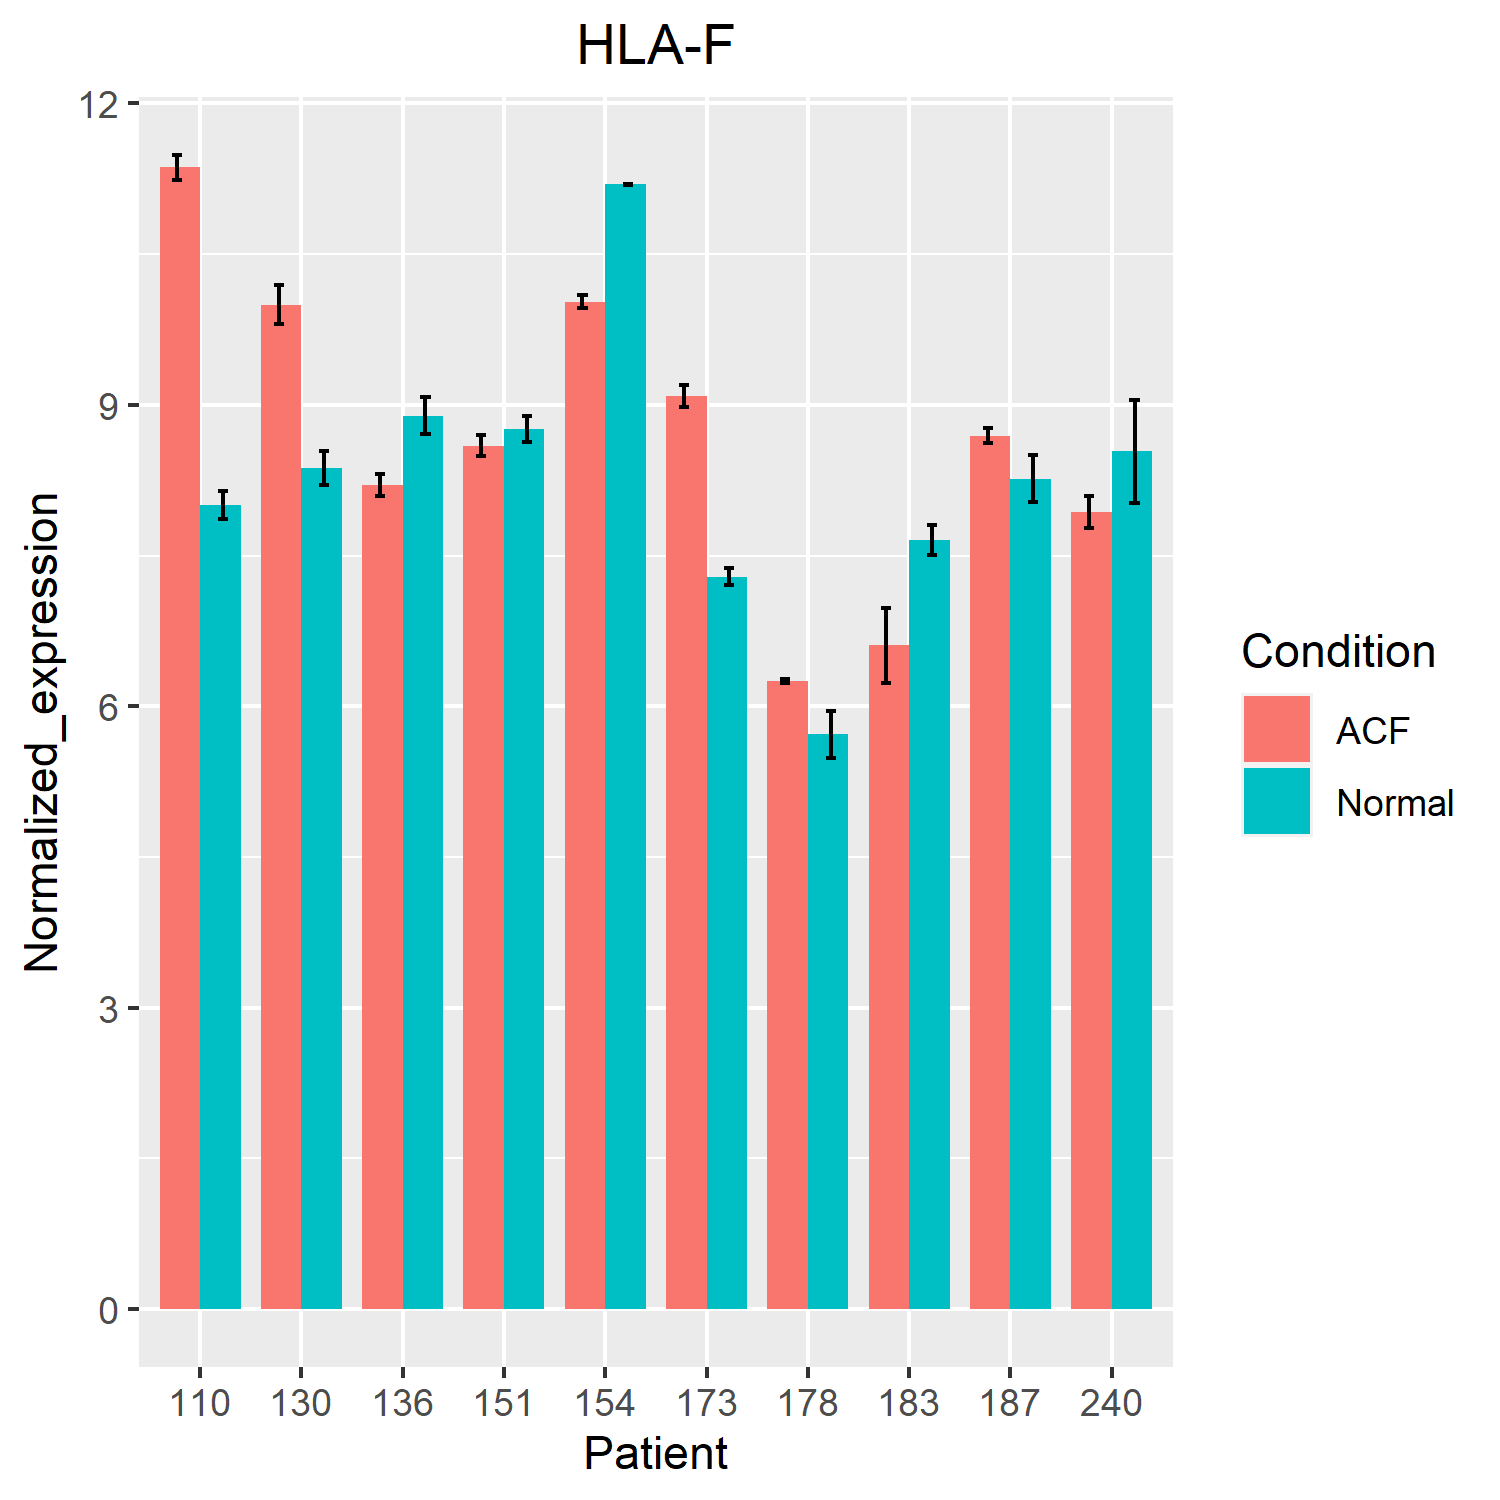 HLA-F
12
9
6
3
0
Normalized_expression
110 130 136 151 154 173 178 183 187 240
Patient
Condition
ACF
Normal